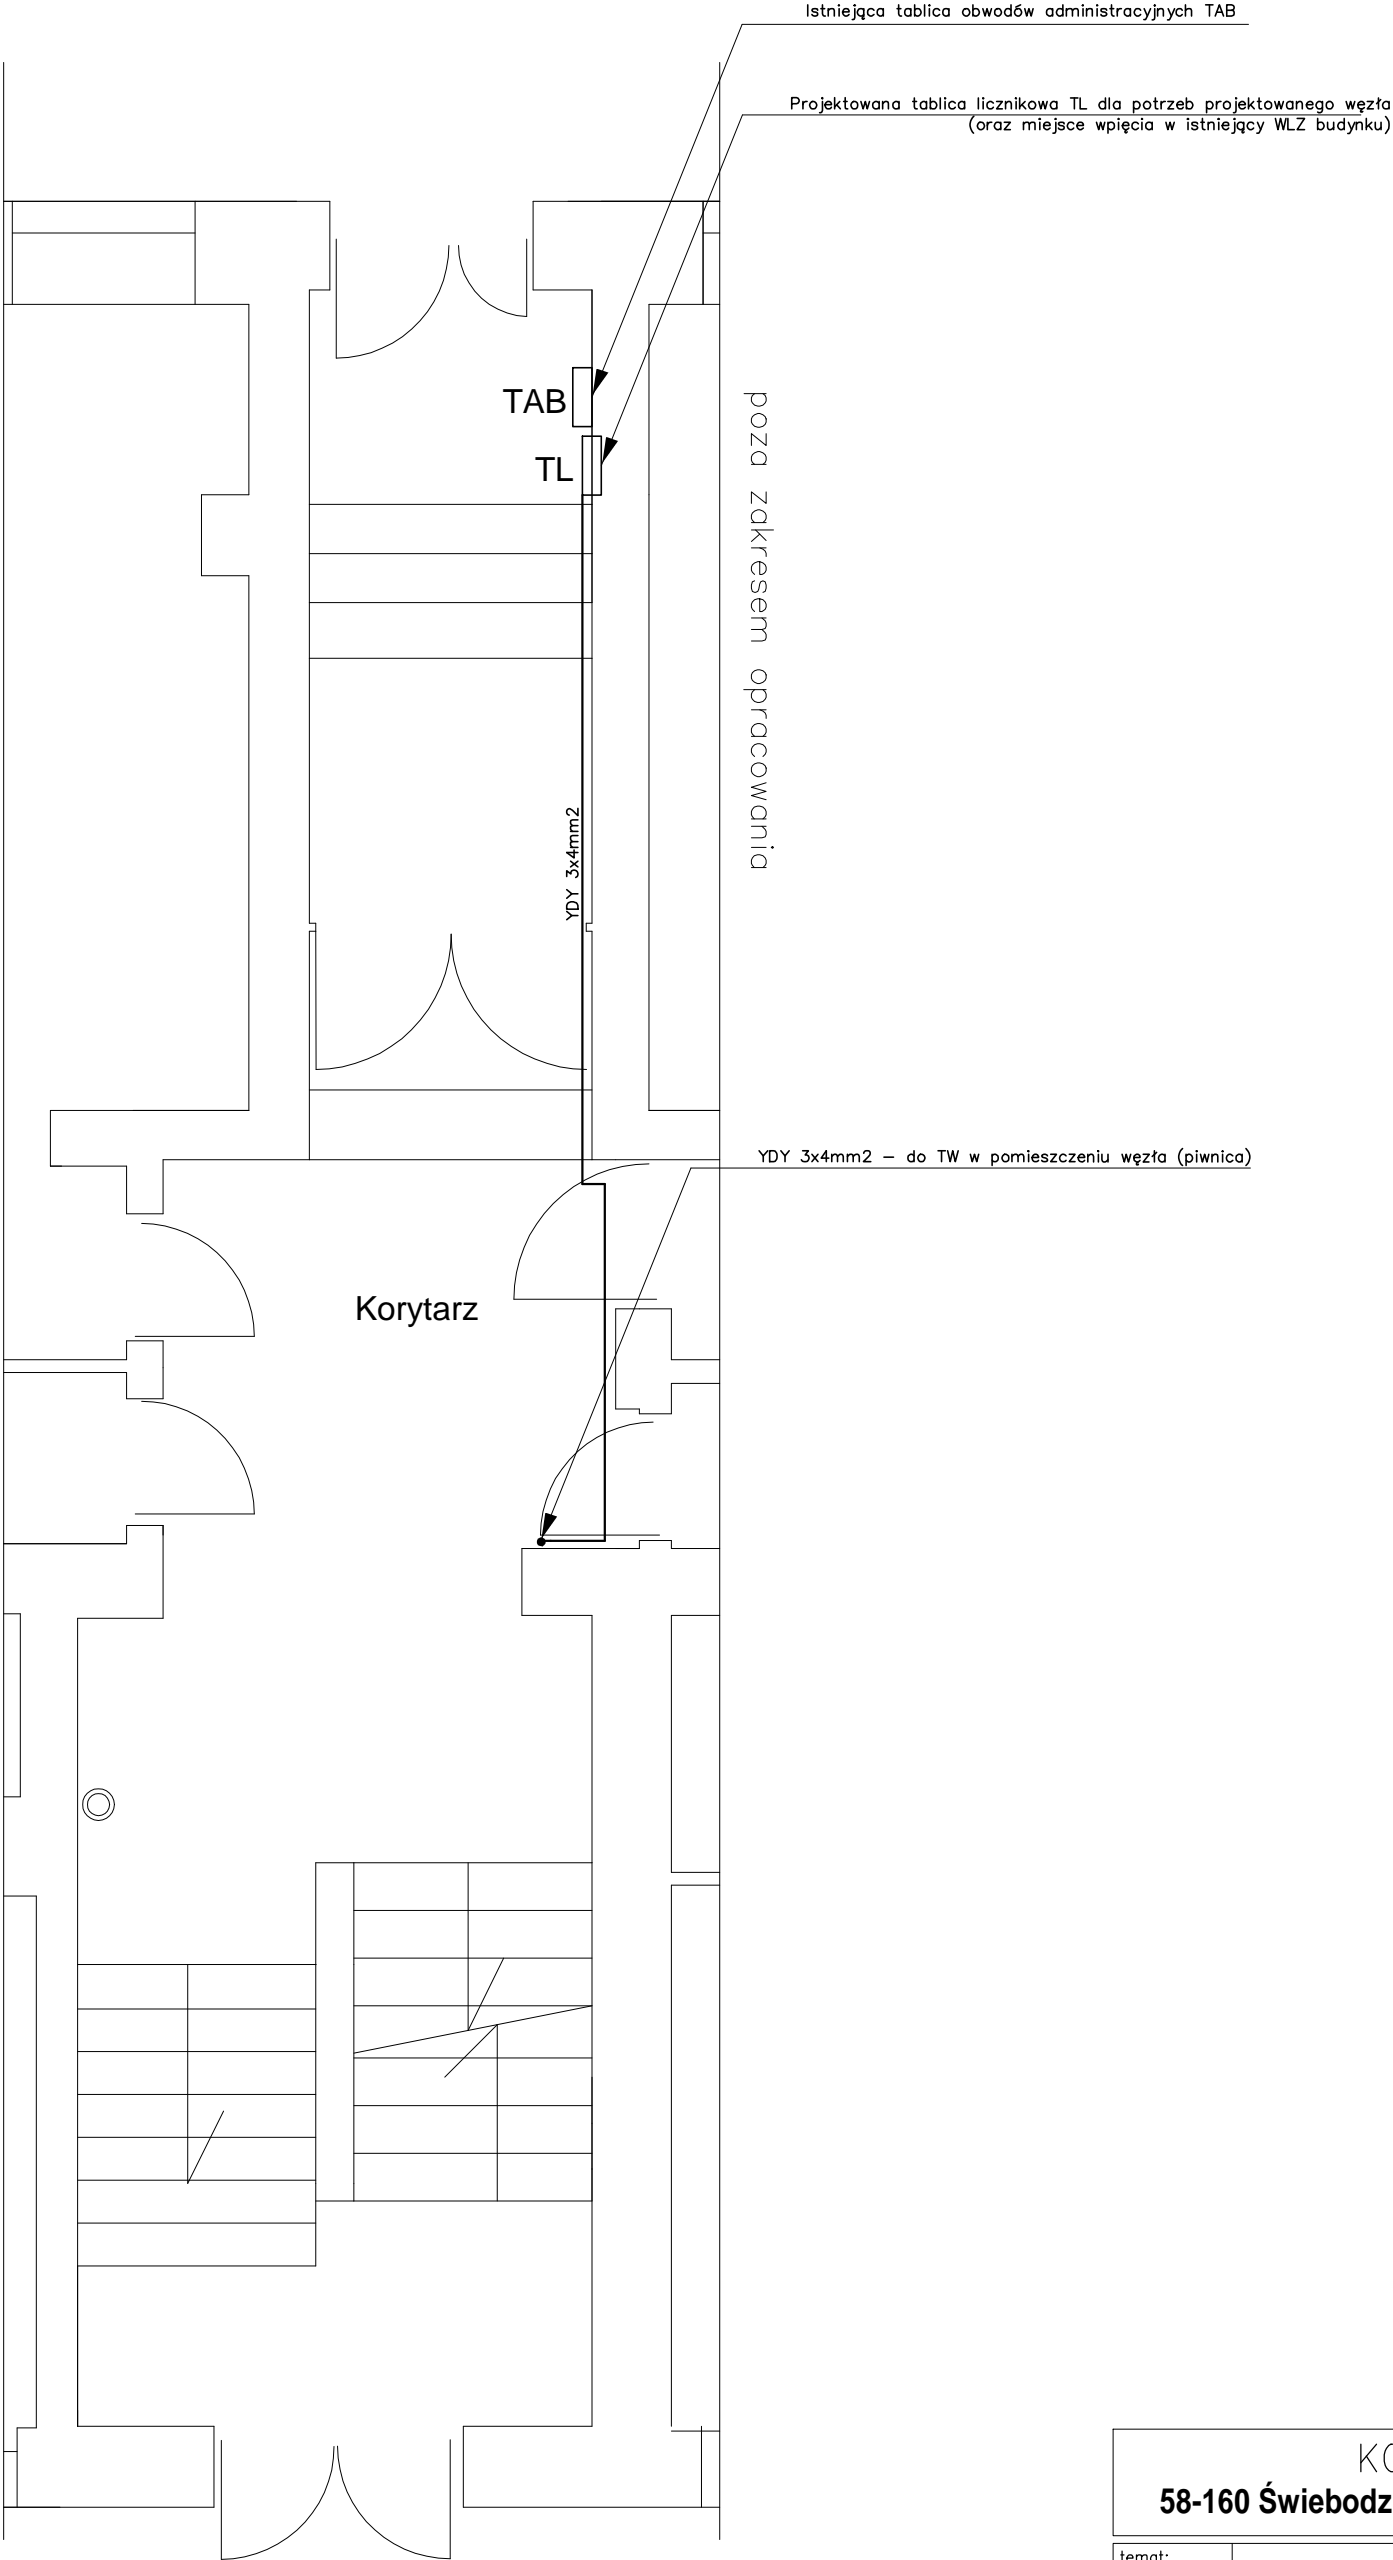 Istniejąca tablica obwodów administracyjnych TAB
Projektowana tablica licznikowa TL dla potrzeb projektowanego węzła
(oraz miejsce wpięcia w istniejący WLZ budynku)
TAB
TL
poza zakresem opracowania
YDY 3x4mm2
YDY 3x4mm2 – do TW w pomieszczeniu węzła (piwnica)
Korytarz
58-160 Świebodz
temat: